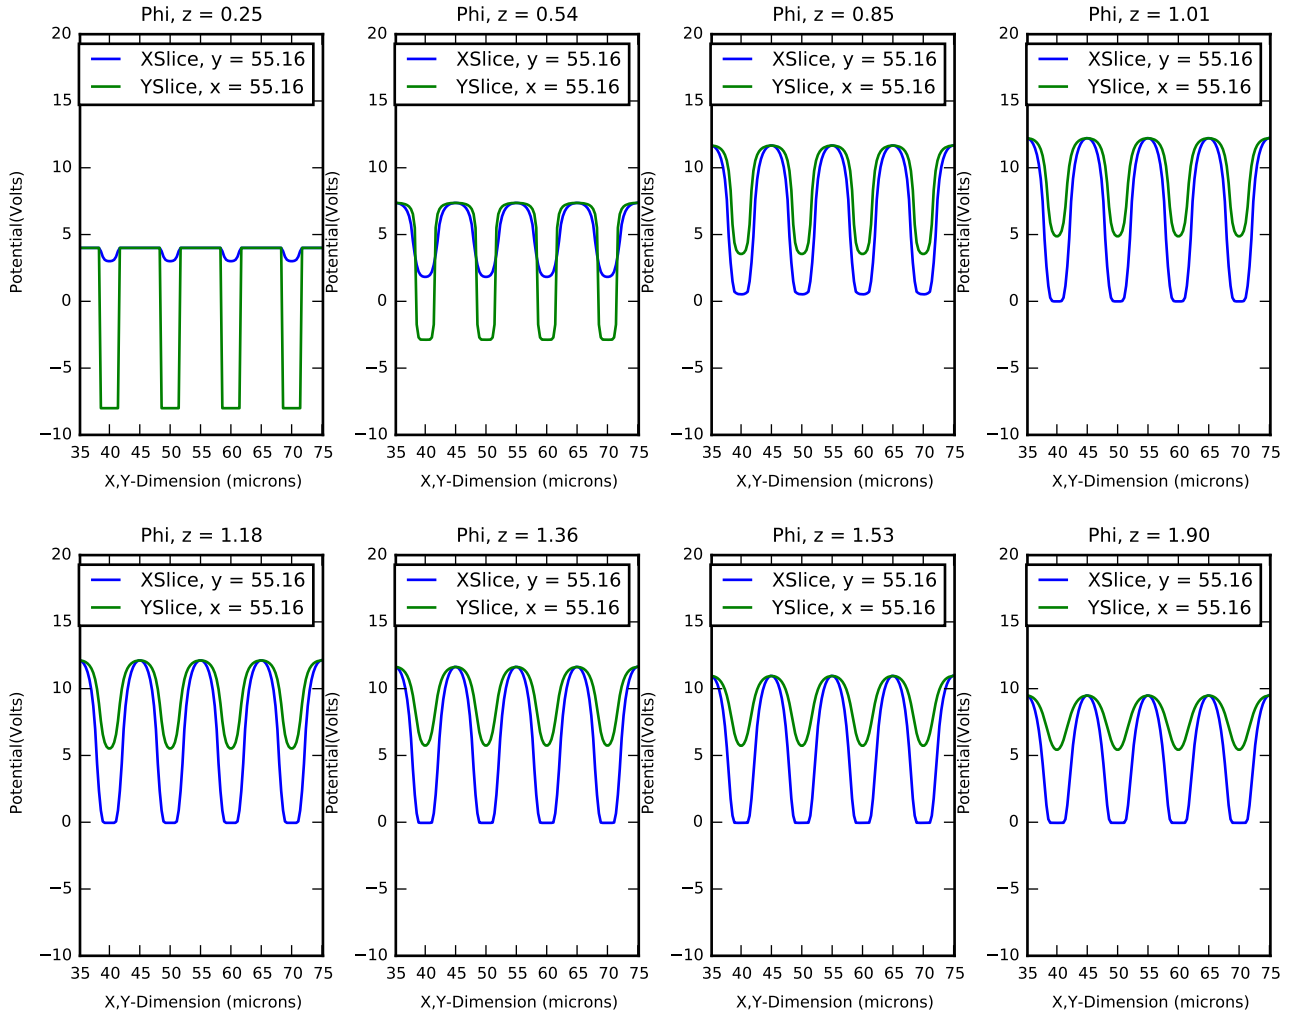 Phi, z = 0.25
XSlice, y = 55.16
YSlice, x = 55.16
20
15
10
5
0
−5
−10
35 40 45 50 55 60 65 70 75
Potential(Volts)
X,Y-Dimension (microns)
Phi, z = 0.54
XSlice, y = 55.16
YSlice, x = 55.16
20
15
10
5
0
−5
−10
35 40 45 50 55 60 65 70 75
Potential(Volts)
X,Y-Dimension (microns)
Phi, z = 0.85
XSlice, y = 55.16
YSlice, x = 55.16
20
15
10
5
0
−5
−10
35 40 45 50 55 60 65 70 75
Potential(Volts)
X,Y-Dimension (microns)
Phi, z = 1.01
XSlice, y = 55.16
YSlice, x = 55.16
20
15
10
5
0
−5
−10
35 40 45 50 55 60 65 70 75
Potential(Volts)
X,Y-Dimension (microns)
Phi, z = 1.18
XSlice, y = 55.16
YSlice, x = 55.16
20
15
10
5
0
−5
−10
35 40 45 50 55 60 65 70 75
Potential(Volts)
X,Y-Dimension (microns)
Phi, z = 1.36
XSlice, y = 55.16
YSlice, x = 55.16
20
15
10
5
0
−5
−10
35 40 45 50 55 60 65 70 75
Potential(Volts)
X,Y-Dimension (microns)
Phi, z = 1.53
XSlice, y = 55.16
YSlice, x = 55.16
20
15
10
5
0
−5
−10
35 40 45 50 55 60 65 70 75
Potential(Volts)
X,Y-Dimension (microns)
Phi, z = 1.90
XSlice, y = 55.16
YSlice, x = 55.16
20
15
10
5
0
−5
−10
35 40 45 50 55 60 65 70 75
Potential(Volts)
X,Y-Dimension (microns)